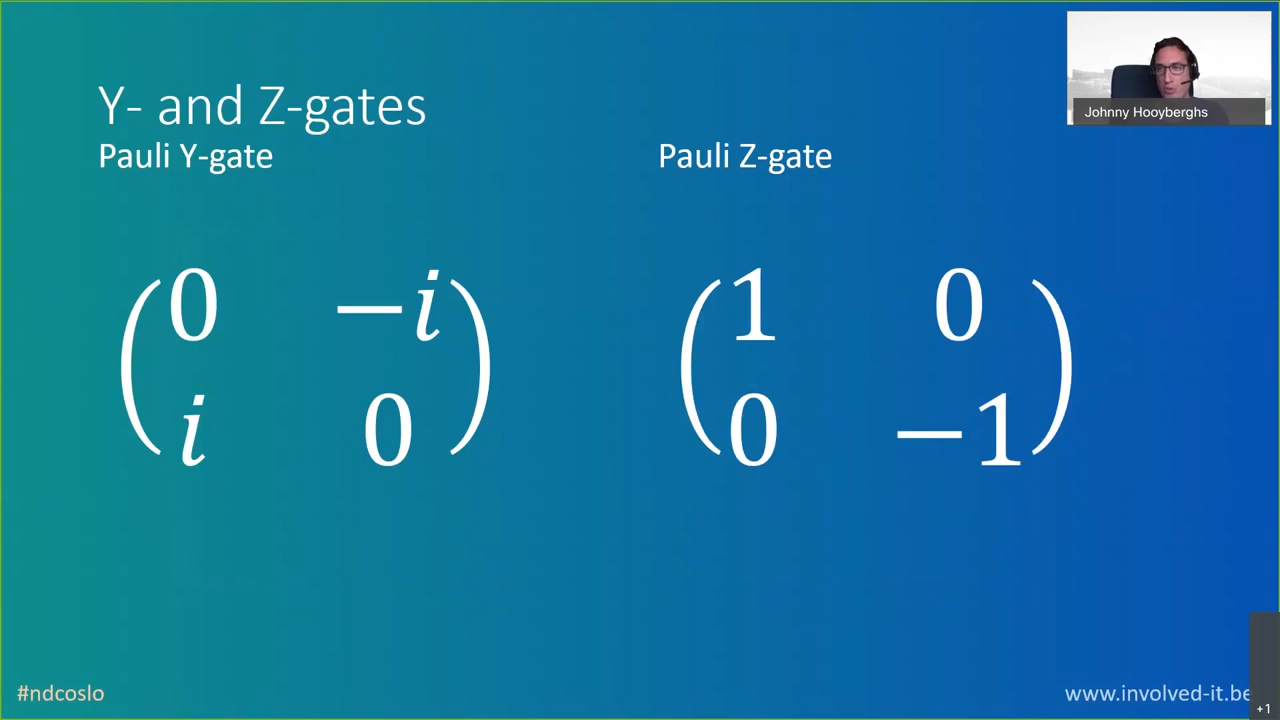 Johnny Hooyberghs
Y- and Z-gates
Pauli Y-gate
Pauli Z-gate
0 −i
i 0
1 0
0 −1
#ndcoslo
www.involved-it.be
+1